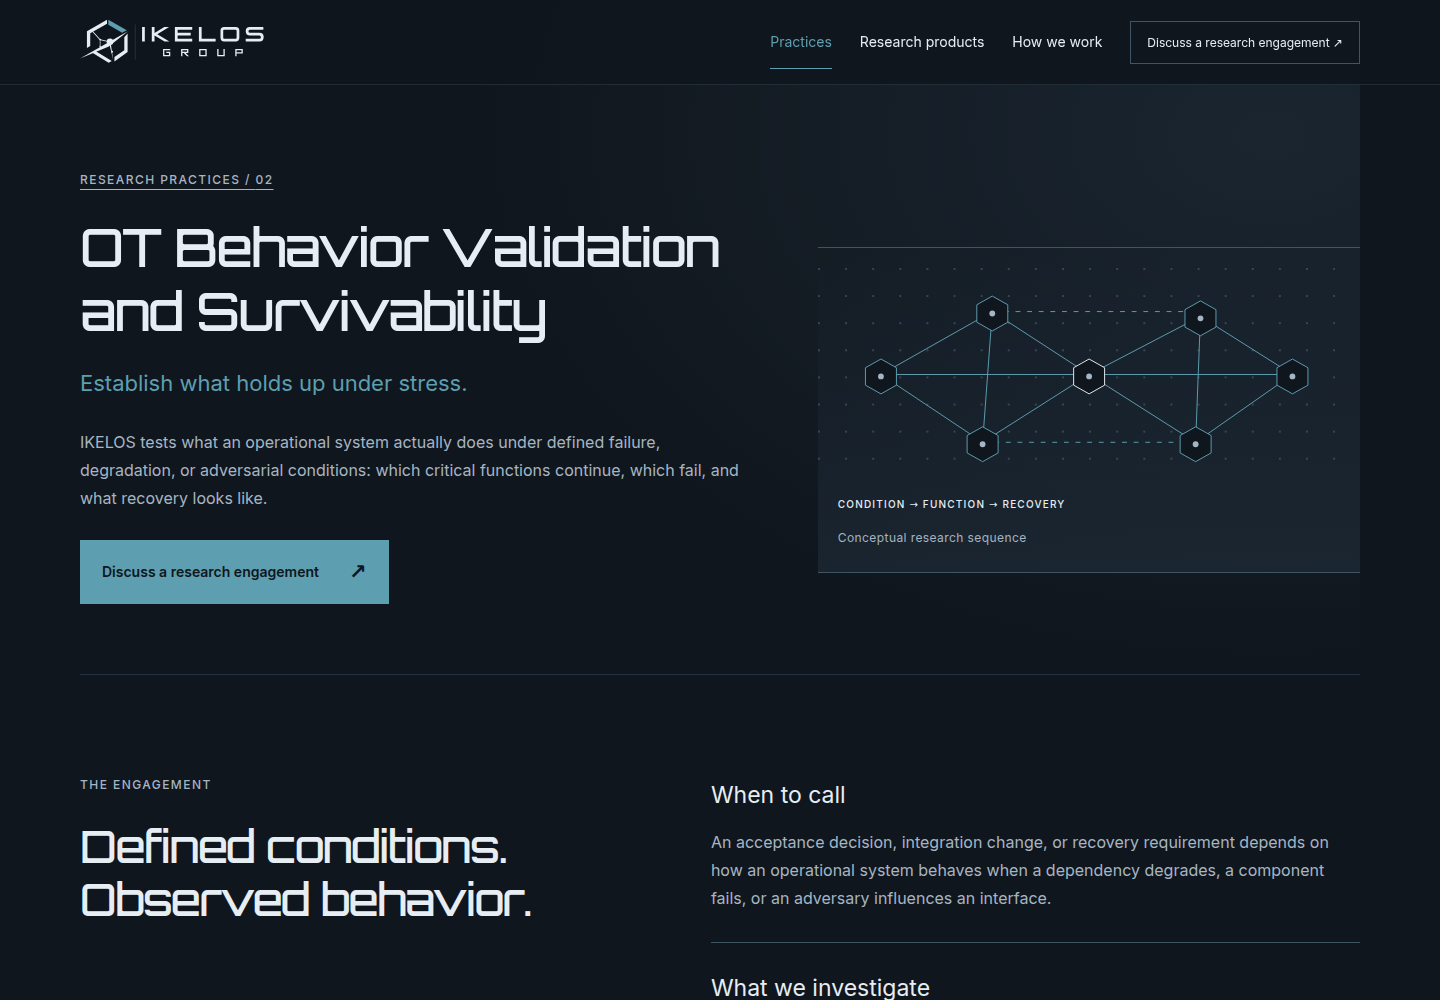 IKELOS
GROUP
Practices
Research products
How we work
Discuss a research engagement ↗
RESEARCH PRACTICES / 02
OT Behavior Validation
and Survivability
Establish what holds up under stress.
IKELOS tests what an operational system actually does under defined failure,
degradation, or adversarial conditions: which critical functions continue, which fail, and
what recovery looks like.
Discuss a research engagement ↗
CONDITION → FUNCTION → RECOVERY
Conceptual research sequence
THE ENGAGEMENT
Defined conditions.
Observed behavior.
When to call
An acceptance decision, integration change, or recovery requirement depends on
how an operational system behaves when a dependency degrades, a component
fails, or an adversary influences an interface.
What we investigate